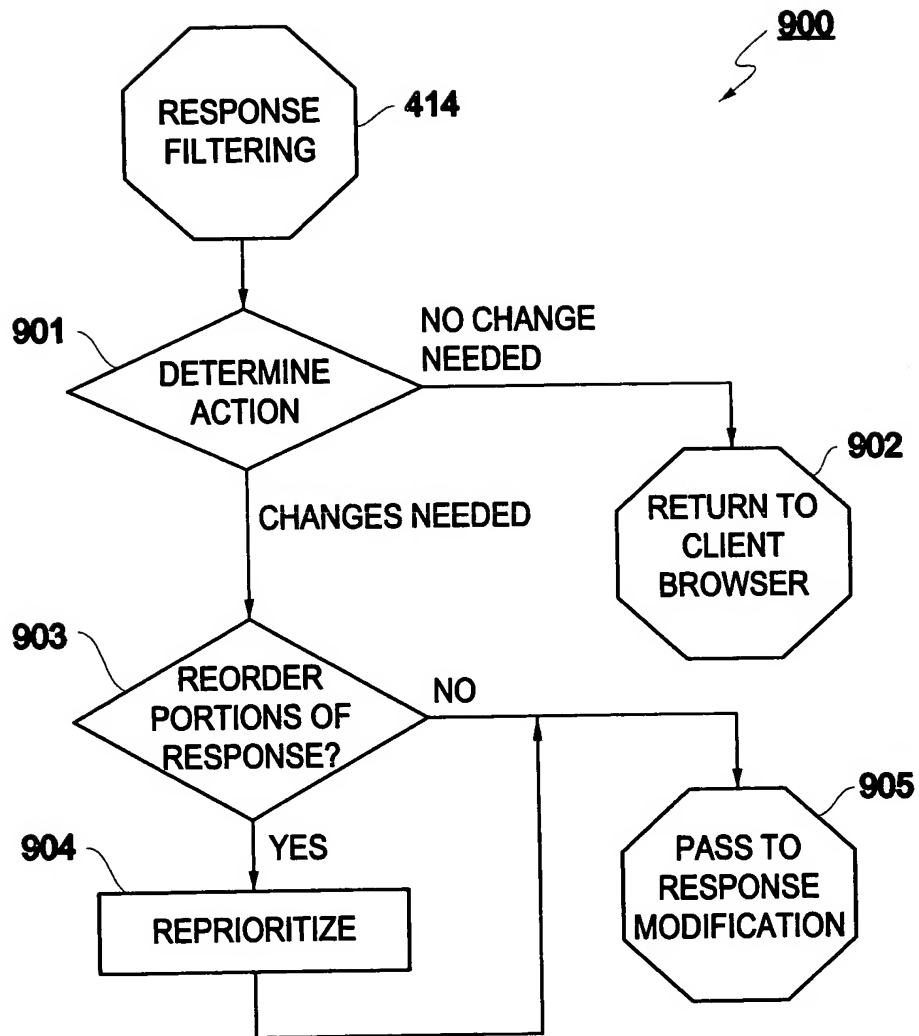 900
RESPONSE
FILTERING
414
901
DETERMINE
ACTION
NO CHANGE
NEEDED
902
RETURN TO
CLIENT
BROWSER
CHANGES NEEDED
903
REORDER
PORTIONS OF
RESPONSE?
NO
905
PASS TO
RESPONSE
MODIFICATION
YES
904
REPRIORITIZE